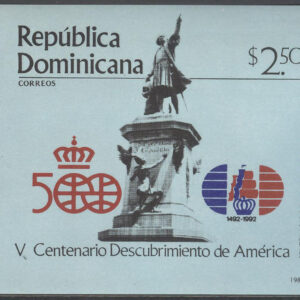 República
Dominicana
CORREOS
$2.50
500
1492-1992
V Centenario Descubrimiento de América